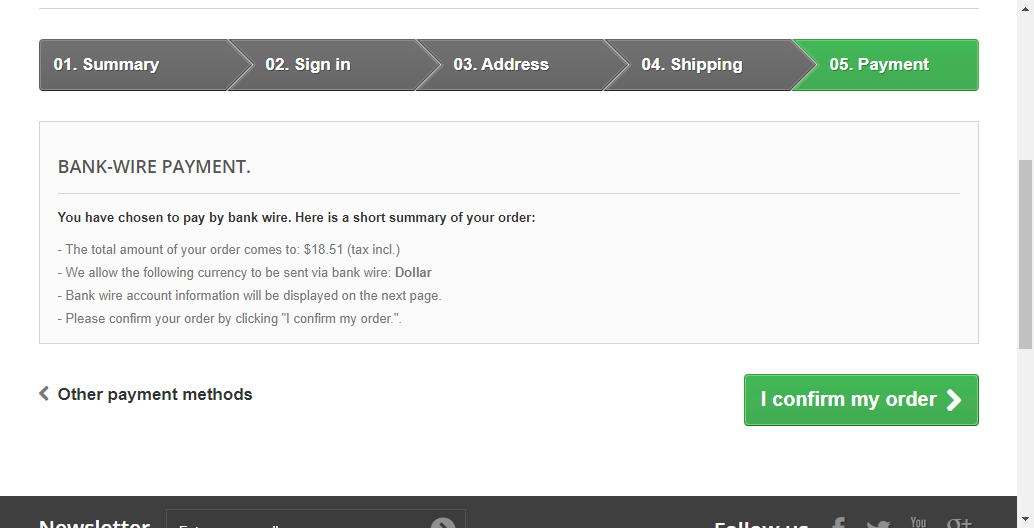 01. Summary
02. Sign in
03. Address
04. Shipping
05. Payment
BANK-WIRE PAYMENT.
You have chosen to pay by bank wire. Here is a short summary of your order:
- The total amount of your order comes to: $18.51 (tax incl.)
- We allow the following currency to be sent via bank wire: Dollar
- Bank wire account information will be displayed on the next page.
- Please confirm your order by clicking "I confirm my order.".
Other payment methods
I confirm my order
Newsletter
Follow us
You
g+